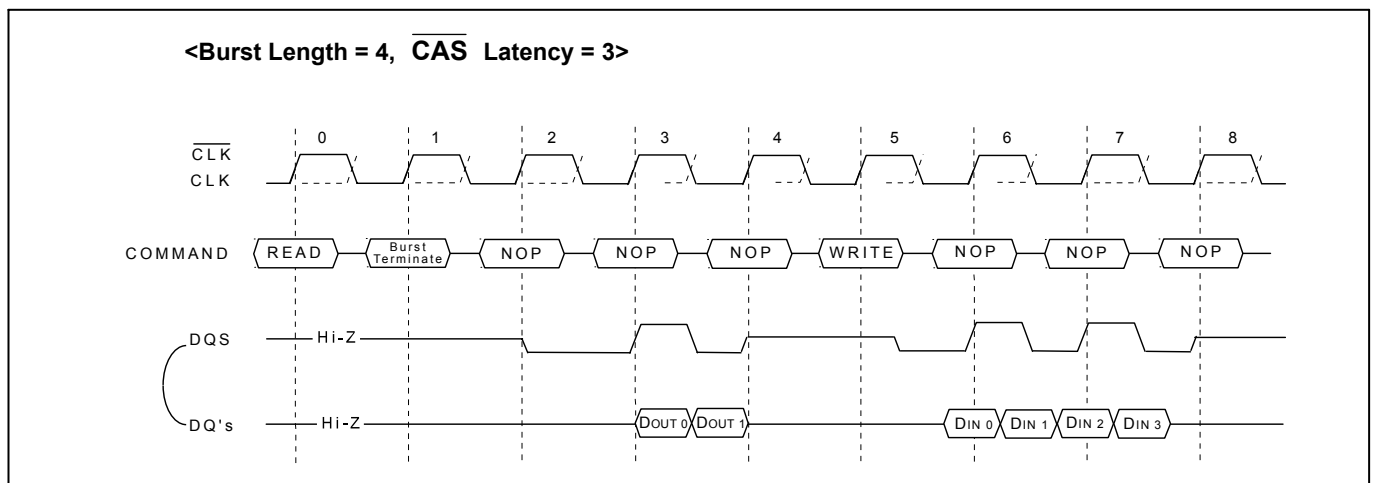 <Burst Length = 4, CAS Latency = 3>
0 1 2 3 4 5 6 7 8
CLK
CLK
COMMAND READ Burst Terminate NOP NOP NOP WRITE NOP NOP NOP
DQS Hi-Z
DQ's Hi-Z DOUT 0 DOUT 1 DIN 0 DIN 1 DIN 2 DIN 3